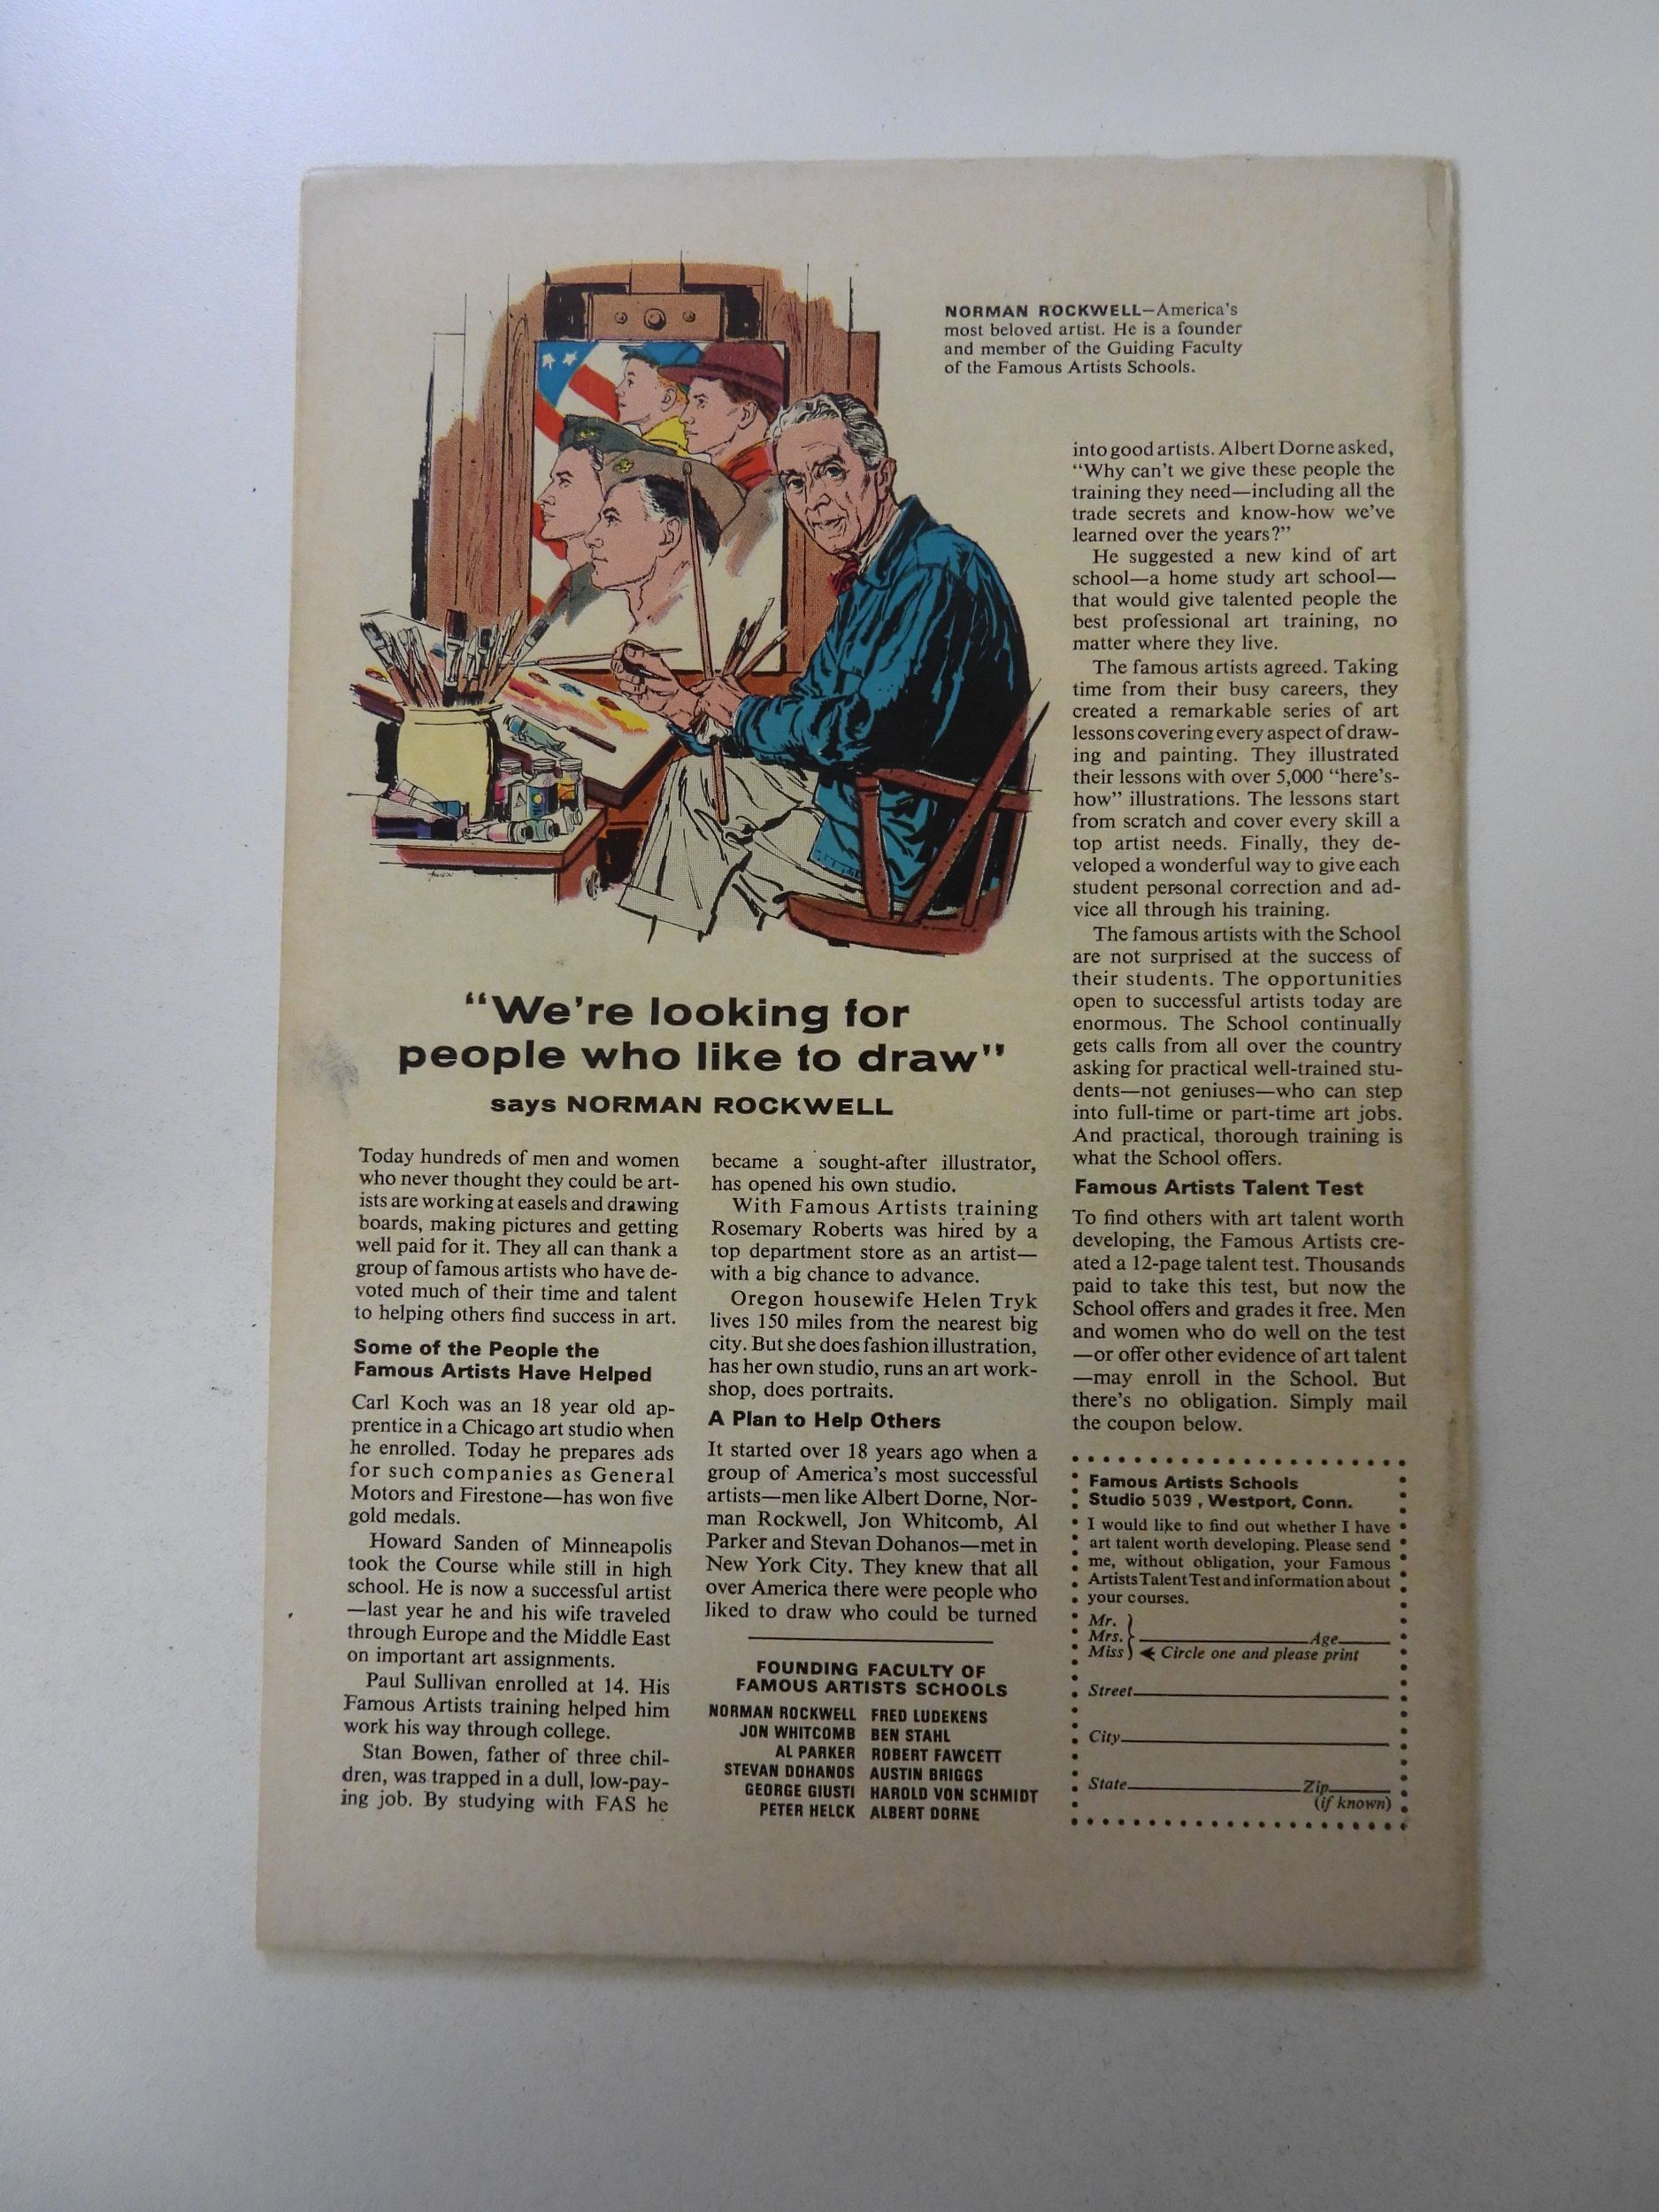 NORMAN ROCKWELL—America's
most beloved artist. He is a founder
and member of the Guiding Faculty
of the Famous Artists Schools.
"We're looking for
people who like to draw"
says NORMAN ROCKWELL
Today hundreds of men and women
who never thought they could be art-
ists are working at easels and drawing
boards, making pictures and getting
well paid for it. They all can thank a
group of famous artists who have de-
voted much of their time and talent
to helping others find success in art.
Some of the People the
Famous Artists Have Helped
Carl Koch was an 18 year old ap-
prentice in a Chicago art studio when
he enrolled. Today he prepares ads
for such companies as General
Motors and Firestone—has won five
gold medals.
Howard Sanden of Minneapolis
took the Course while still in high
school. He is now a successful artist
—last year he and his wife traveled
through Europe and the Middle East
on important art assignments.
Paul Sullivan enrolled at 14. His
Famous Artists training helped him
work his way through college.
Stan Bowen, father of three chil-
dren, was trapped in a dull, low-pay-
ing job. By studying with FAS he
became a sought-after illustrator,
has opened his own studio.
With Famous Artists training
Rosemary Roberts was hired by a
top department store as an artist—
with a big chance to advance.
Oregon housewife Helen Tryk
lives 150 miles from the nearest big
city. But she does fashion illustration,
has her own studio, runs an art work-
shop, does portraits.
A Plan to Help Others
It started over 18 years ago when a
group of America's most successful
artists—men like Albert Dorne, Nor-
man Rockwell, Jon Whitcomb, Al
Parker and Stevan Dohanos—met in
New York City. They knew that all
over America there were people who
liked to draw who could be turned
FOUNDING FACULTY OF
FAMOUS ARTISTS SCHOOLS
NORMAN ROCKWELL FRED LUDEKENS
JON WHITCOMB BEN STAHL
AL PARKER ROBERT FAWCETT
STEVAN DOHANOS AUSTIN BRIGGS
GEORGE GIUSTI HAROLD VON SCHMIDT
PETER HELCK ALBERT DORNE
into good artists. Albert Dorne asked,
"Why can't we give these people the
training they need—including all the
trade secrets and know-how we've
learned over the years?"
He suggested a new kind of art
school—a home study art school—
that would give talented people the
best professional art training, no
matter where they live.
The famous artists agreed. Taking
time from their busy careers, they
created a remarkable series of art
lessons covering every aspect of draw-
ing and painting. They illustrated
their lessons with over 5,000 "here's-
how" illustrations. The lessons start
from scratch and cover every skill a
top artist needs. Finally, they de-
veloped a wonderful way to give each
student personal correction and ad-
vice all through his training.
The famous artists with the School
are not surprised at the success of
their students. The opportunities
open to successful artists today are
enormous. The School continually
gets calls from all over the country
asking for practical well-trained stu-
dents—not geniuses—who can step
into full-time or part-time art jobs.
And practical, thorough training is
what the School offers.
Famous Artists Talent Test
To find others with art talent worth
developing, the Famous Artists cre-
ated a 12-page talent test. Thousands
paid to take this test, but now the
School offers and grades it free. Men
and women who do well on the test
—or offer other evidence of art talent
—may enroll in the School. But
there's no obligation. Simply mail
the coupon below.
Famous Artists Schools
Studio 5039, Westport, Conn.
I would like to find out whether I have
art talent worth developing. Please send
me, without obligation, your Famous
Artists Talent Test and information about
your courses.
Mr.
Mrs. Age
Miss Circle one and please print
Street
City
State Zip
(if known)